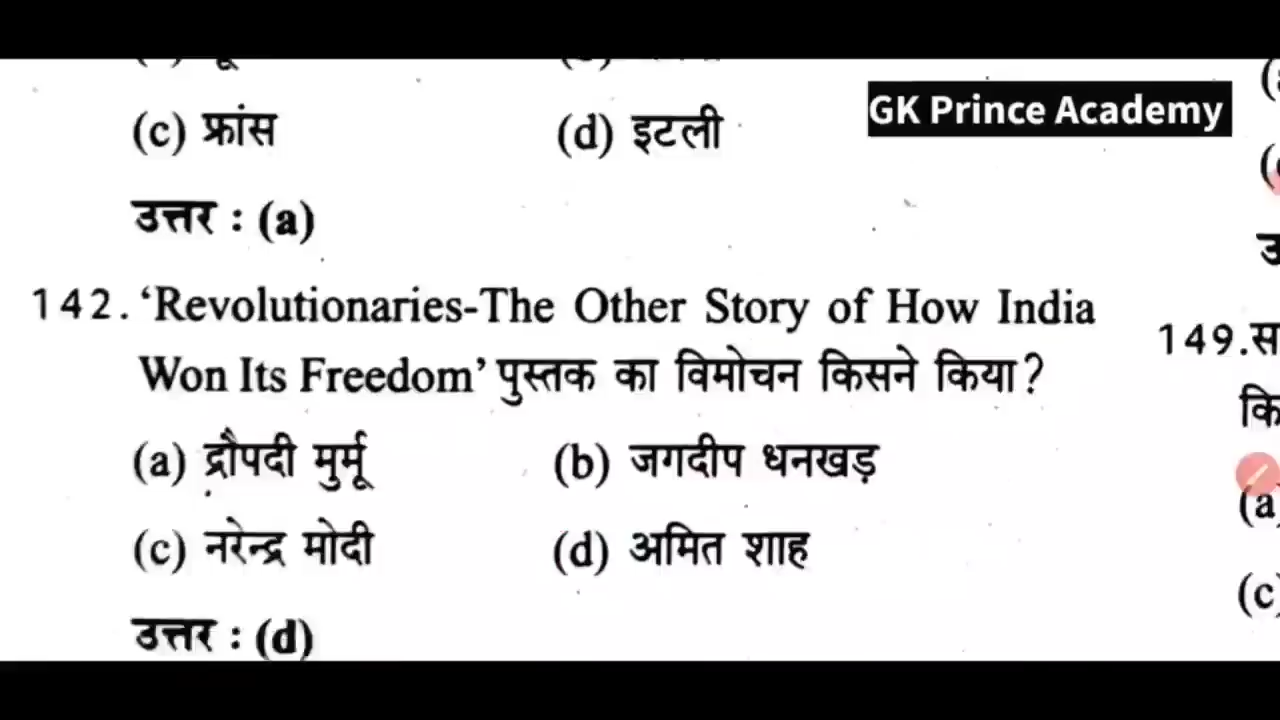 (c) फ्रांस
(d) इटली
GK Prince Academy
उत्तर : (a)
142. ‘Revolutionaries-The Other Story of How India
Won Its Freedom’ पुस्तक का विमोचन किसने किया?
(a) द्रौपदी मुर्मू
(b) जगदीप धनखड़
(c) नरेन्द्र मोदी
(d) अमित शाह
उत्तर : (d)
149.
(a)
(c)